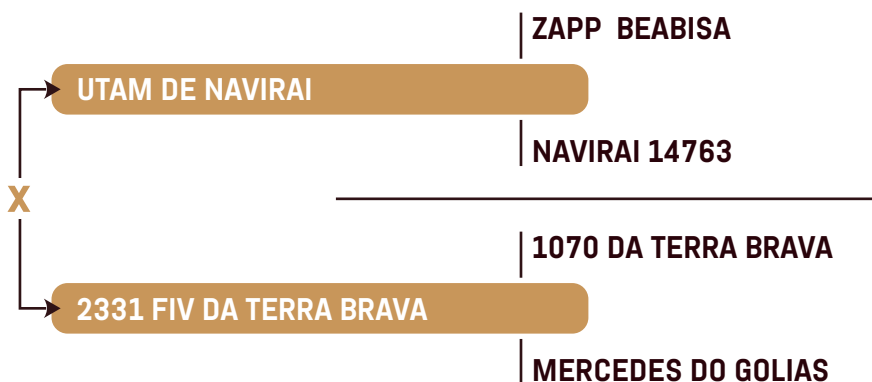 ZAPP BEABISA
UTAM DE NAVIRAI
NAVIRAI 14763
X
1070 DA TERRA BRAVA
2331 FIV DA TERRA BRAVA
MERCEDES DO GOLIAS